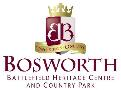 BOSWORTH
BATTLEFIELD HERITAGE CENTRE
AND COUNTRY PARK